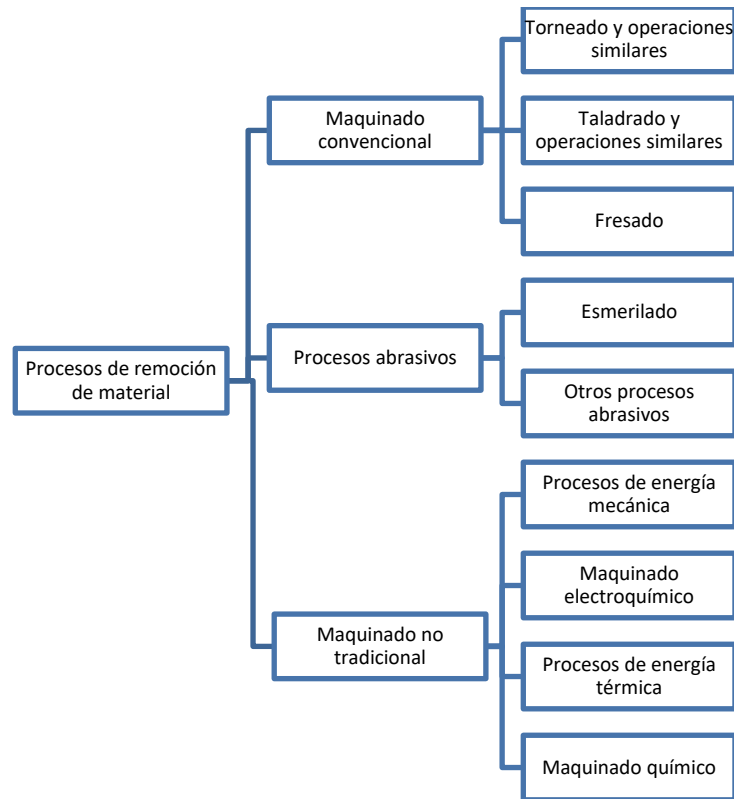 Procesos de remoción
de material
Maquinado
convencional
Torneado y operaciones
similares
Taladrado y
operaciones similares
Fresado
Procesos abrasivos
Esmerilado
Otros procesos
abrasivos
Maquinado no
tradicional
Procesos de energía
mecánica
Maquinado
electroquímico
Procesos de energía
térmica
Maquinado químico